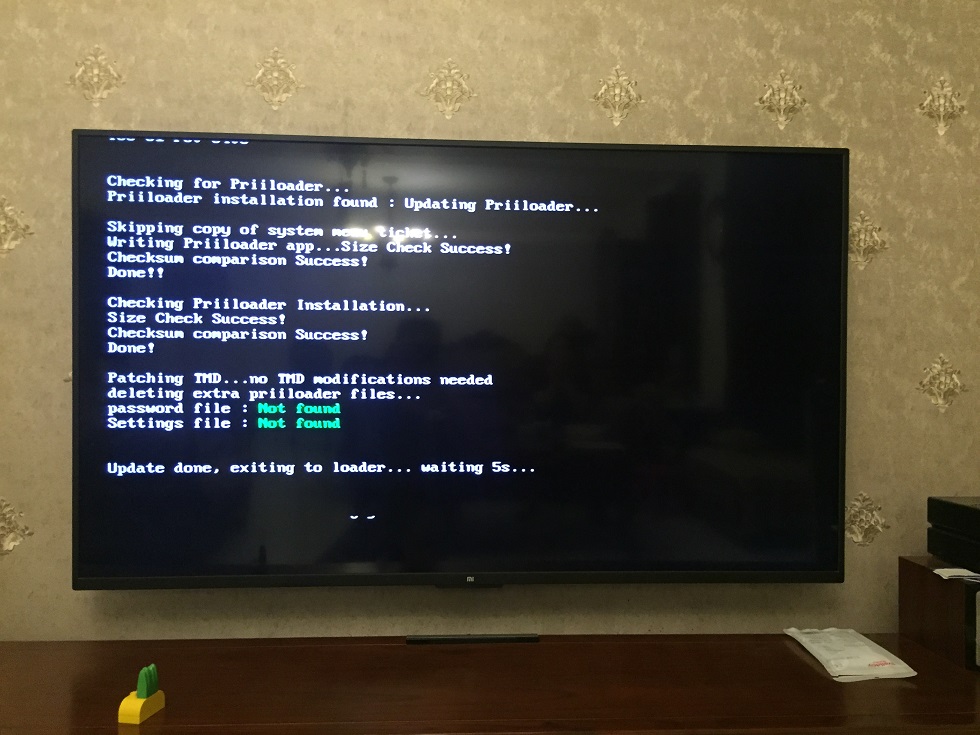 Checking for Priiloader...
Priiloader installation found : Updating Priiloader...
Skipping copy of system menu ticket...
Writing Priiloader app...Size Check Success!
Checksum comparison Success!
Done!!
Checking Priiloader Installation...
Size Check Success!
Checksum comparison Success!
Done!
Patching TMD...no TMD modifications needed
deleting extra priiloader files...
password file : Not found
Settings file : Not found
Update done, exiting to loader... waiting 5s...
mi